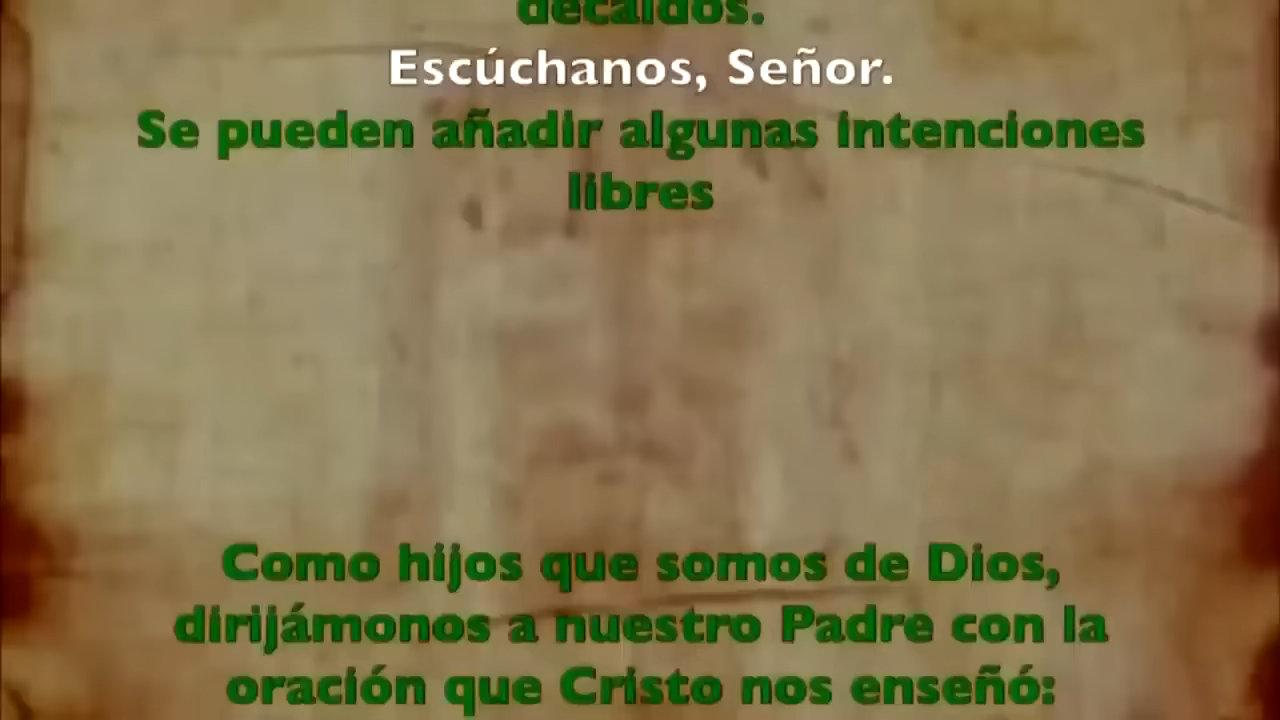 decaídos.
Escúchanos, Señor.
Se pueden añadir algunas intenciones
libres
Como hijos que somos de Dios,
dirijámonos a nuestro Padre con la
oración que Cristo nos enseñó: